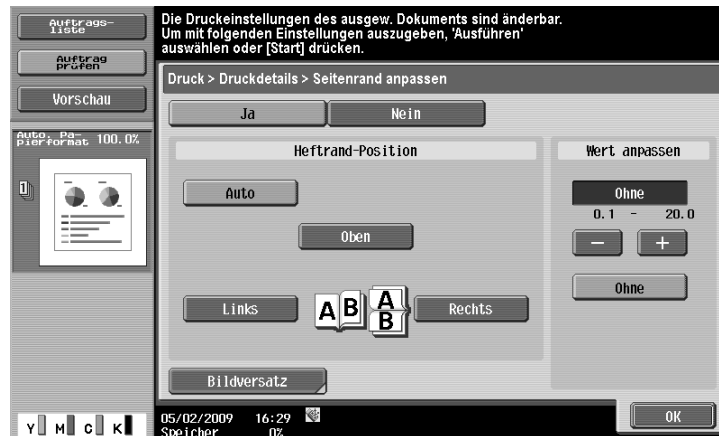 Auftrags-
liste
Auftrag
prüfen
Vorschau
Auto. Pa-
pierformat 100.0%
1
Die Druckeinstellungen des ausgew. Dokuments sind änderbar.
Um mit folgenden Einstellungen auszugeben, 'Ausführen'
auswählen oder [Start] drücken.
Druck > Druckdetails > Seitenrand anpassen
Ja Nein
Heftrand-Position
Auto
Oben
Links
A B
A
B
Rechts
Bildversatz
Wert anpassen
Ohne
0.1 - 20.0
- +
Ohne
Y M C K
05/02/2009 16:29
Speicher 0%
OK